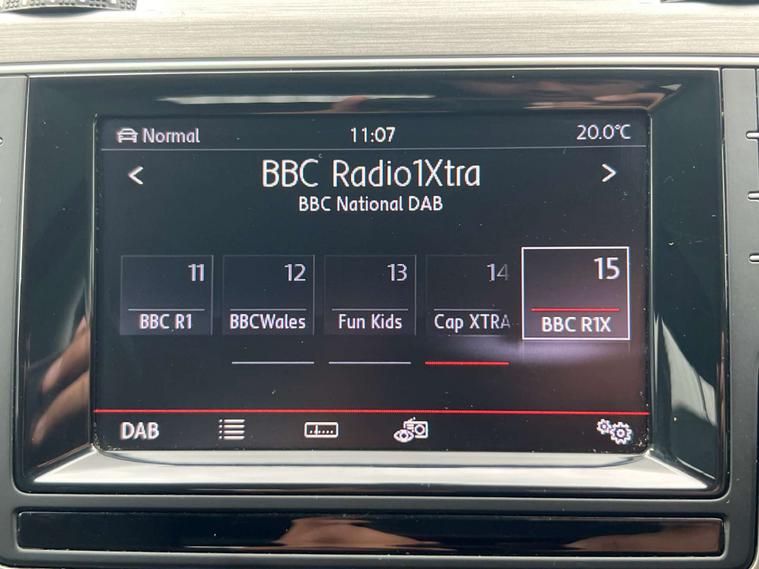 Normal 11:07 20.0°C
< BBC Radio1Xtra >
BBC National DAB
11 12 13 14 15
BBC R1 BBCWales Fun Kids Cap XTRA BBC R1X
DAB